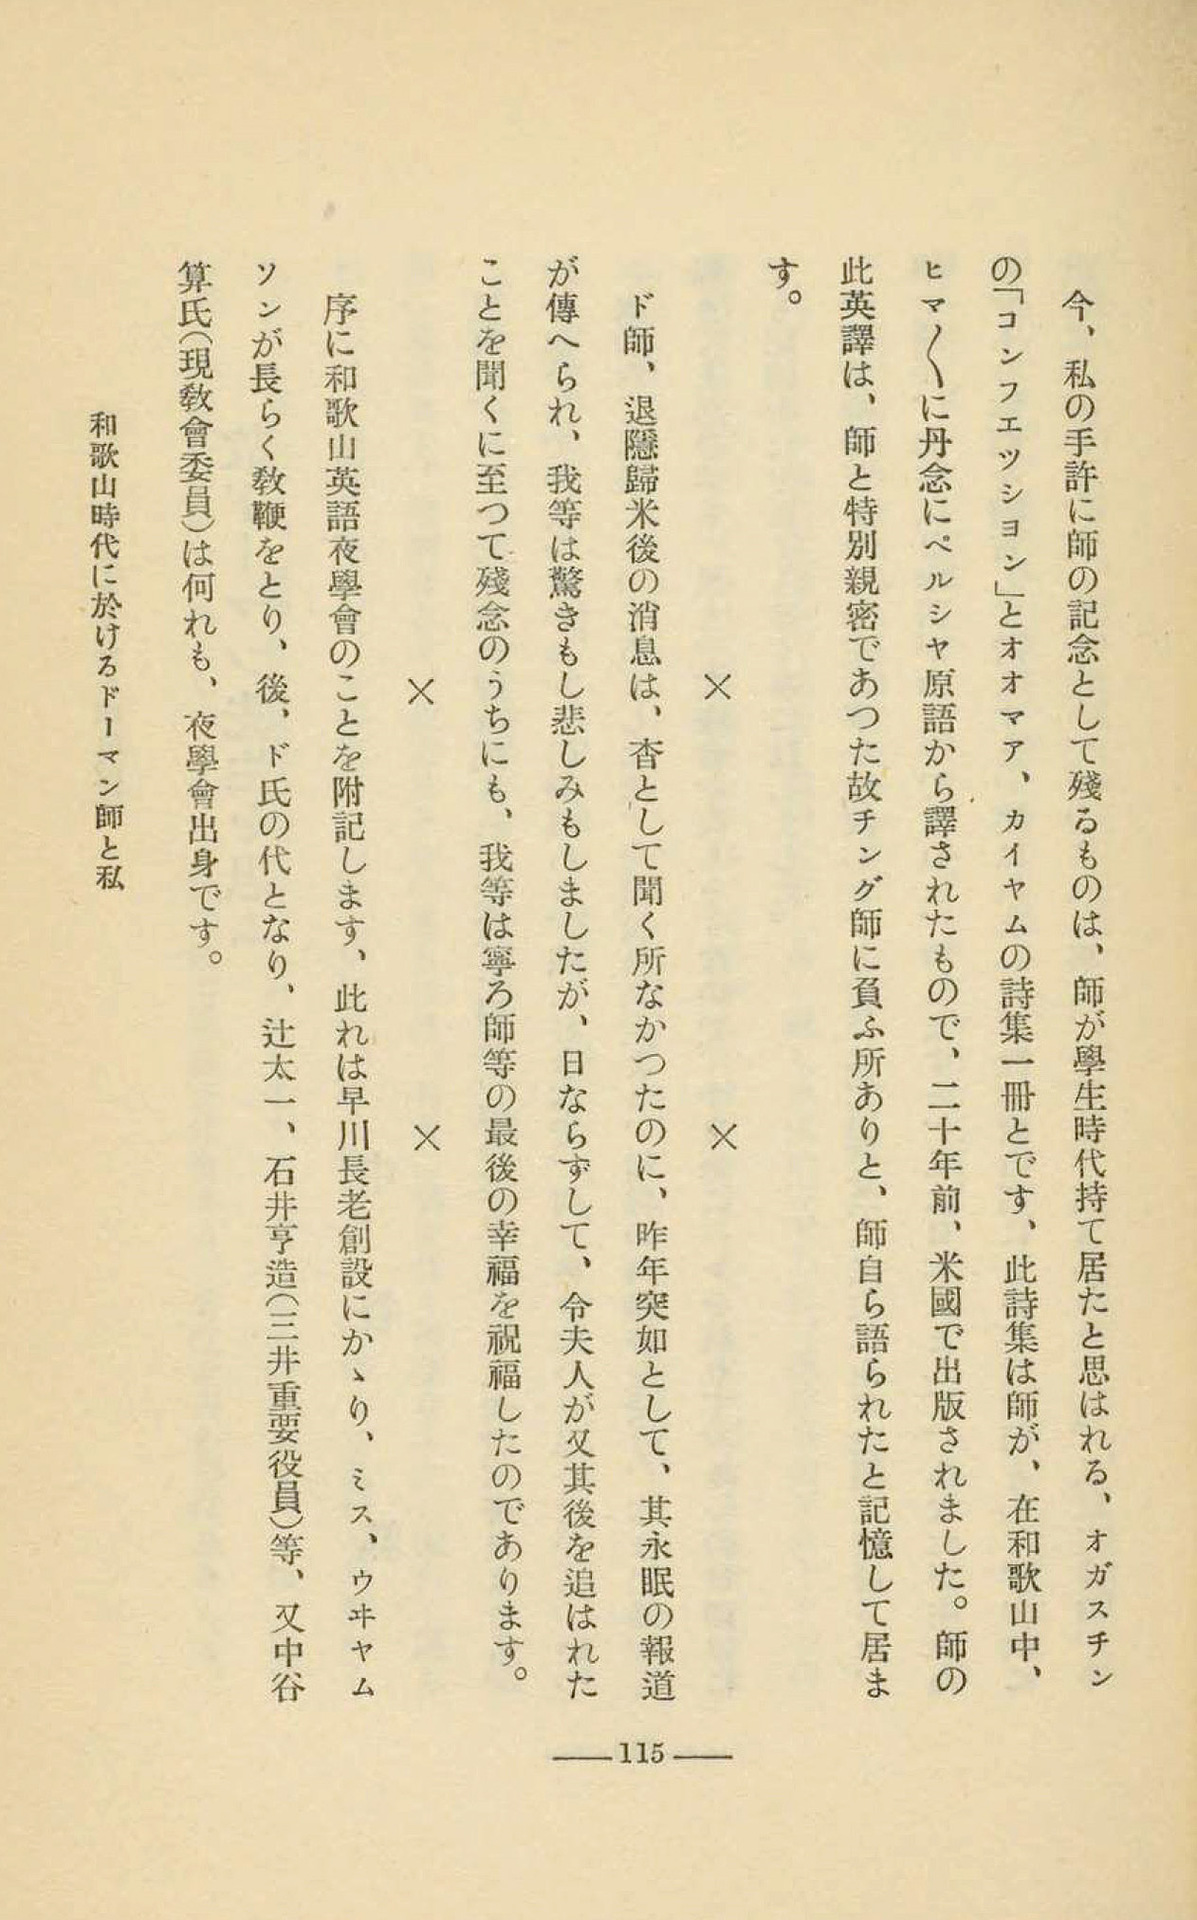 今、私の手許に師の記念として殘るものは、師が學生時代持て居たと思はれる、オガスチン
の「コンフエツシヨン」とオオマア、カイヤムの詩集一冊とです、此詩集は師が、在和歌山中、
ヒマ〱に丹念にペルシヤ原語から譯されたもので、二十年前、米國で出版されました。師の
此英譯は、師と特別親密であつた故チング師に負ふ所ありと、師自ら語られたと記憶して居ま
す。
× ×
ド師、退隱歸米後の消息は、杳として聞く所なかつたのに、昨年突如として、其永眠の報道
が傳へられ、我等は驚きもし悲しみもしましたが、日ならずして、令夫人が又其後を追はれた
ことを聞くに至つて殘念のうちにも、我等は寧ろ師等の最後の幸福を祝福したのであります。
× ×
序に和歌山英語夜學會のことを附記します、此れは早川長老創設にかゝり、ミス、ウヰヤム
ソンが長らく敎鞭をとり、後、ド氏の代となり、辻太一、石井亨造(三井重要役員)等、又中谷
算氏(現敎會委員)は何れも、夜學會出身です。
和歌山時代に於けるドーマン師と私
115